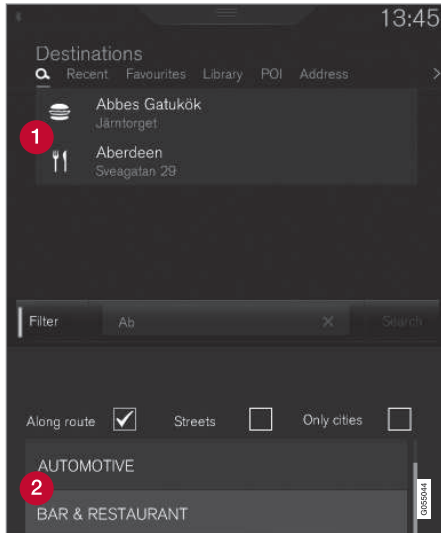 13:45
Destinations
Recent Favourites Library POI Address
Abbes Gatukök
Järntorget
1
Aberdeen
Sveagatan 29
Filter Ab Search
Along route Streets Only cities
AUTOMOTIVE
2
BAR & RESTAURANT
G055044